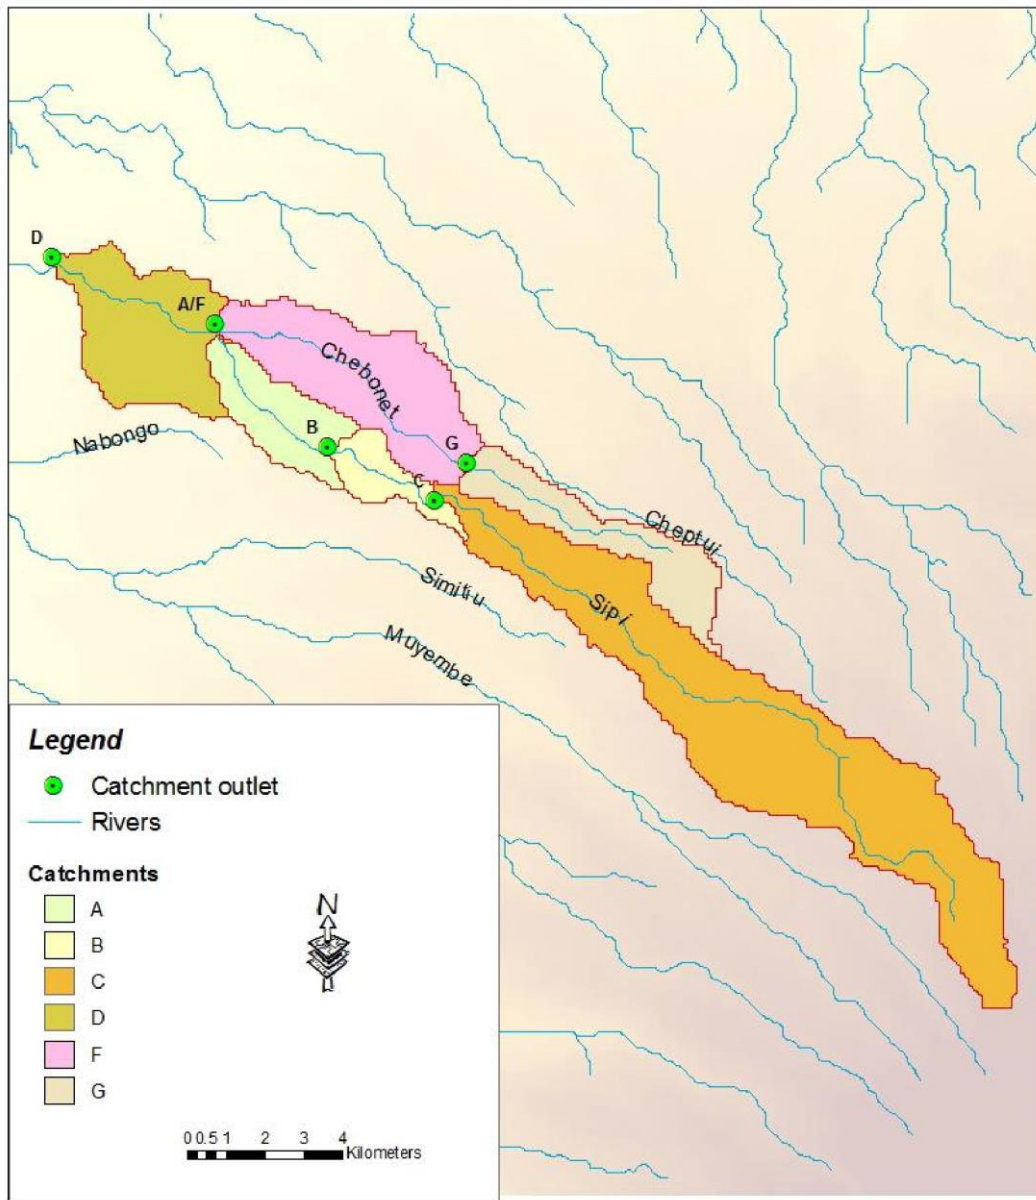 D
A/F
Chebonet
Nabongo
B
G
C
Cheptui
Simitiu
Sipi
Muyembe
Legend
Catchment outlet
Rivers
Catchments
A
B
C
D
F
G
N
0 0.5 1 2 3 4
Kilometers